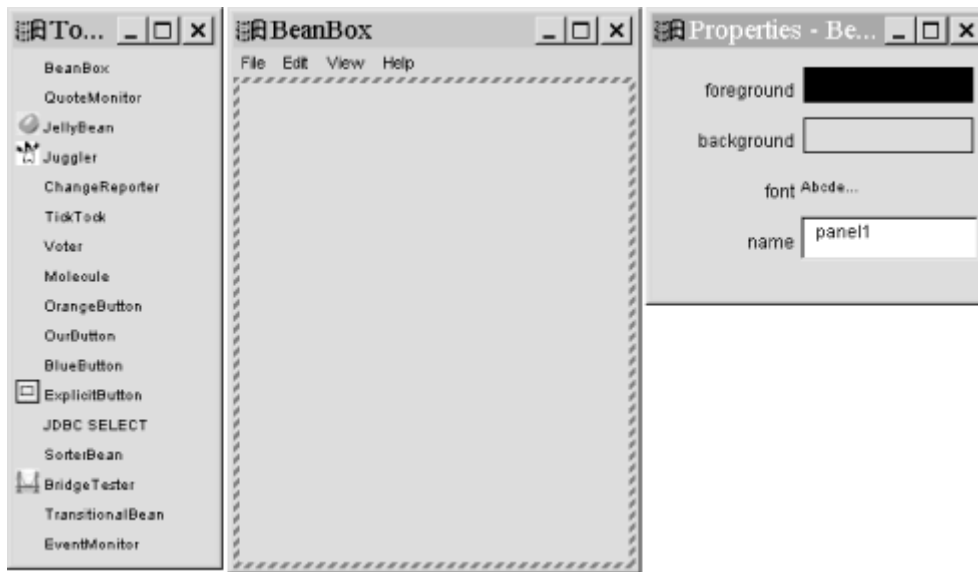 To...
BeanBox
QuoteMonitor
JellyBean
Juggler
ChangeReporter
TickTock
Voter
Molecule
OrangeButton
OurButton
BlueButton
ExplicitButton
JDBC SELECT
SorterBean
BridgeTester
TransitionalBean
EventMonitor
BeanBox
File Edit View Help
Properties - Be...
foreground
background
font Abcde...
name panel1